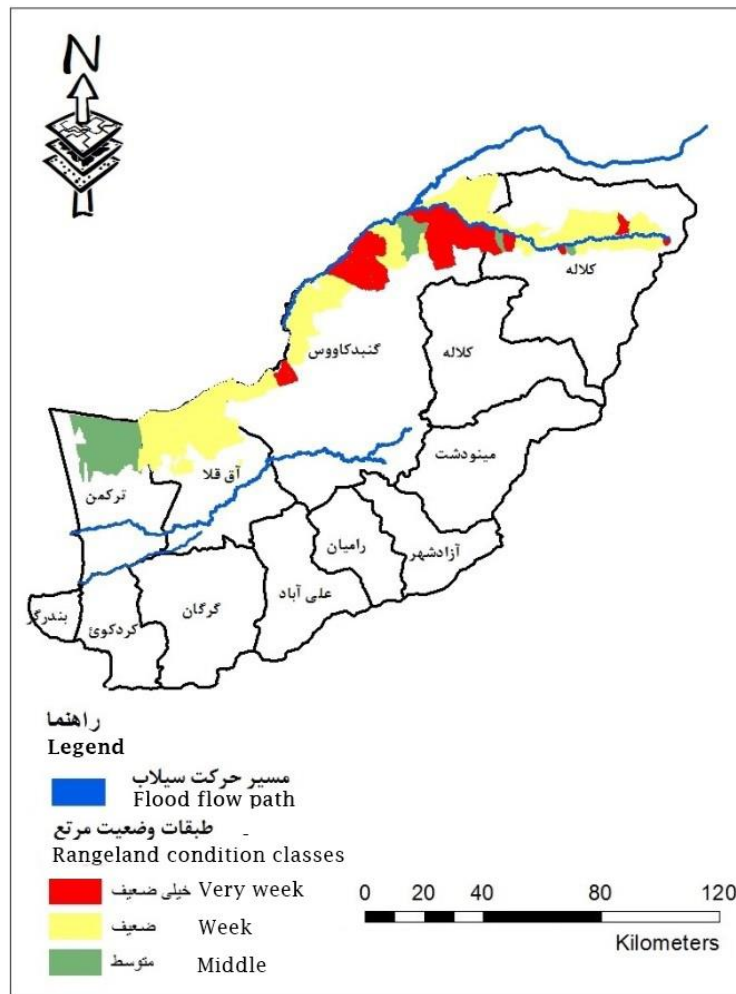 N
کلاله
گنبدکاووس
کلاله
مینودشت
آق قلا
ترکمن
آزادشهر
رامیان
علی آباد
گرگان
کردکوئ
بندرگز
راهنما
Legend
مسیر حرکت سیلاب
Flood flow path
طبقات وضعیت مرتع -
Rangeland condition classes
خیلی ضعیف Very week
ضعیف Week
متوسط Middle
0 20 40 80 120
Kilometers